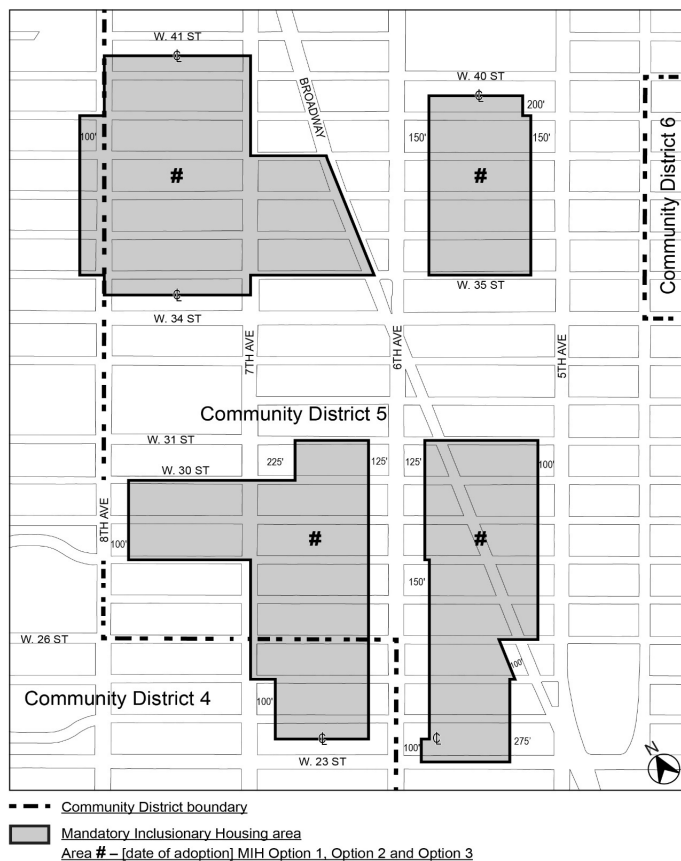 W. 41 ST
℄
BROADWAY
W. 40 ST
℄
200'
100'
150'
150'
#
#
Community District 6
℄
W. 34 ST
W. 35 ST
7TH AVE
6TH AVE
5TH AVE
Community District 5
W. 31 ST
W. 30 ST
225'
125'
125'
100'
8TH AVE
100'
#
#
150'
W. 26 ST
100'
Community District 4
100'
℄
W. 23 ST
℄
100'
275'
N
Community District boundary
Mandatory Inclusionary Housing area
Area # – [date of adoption] MIH Option 1, Option 2 and Option 3